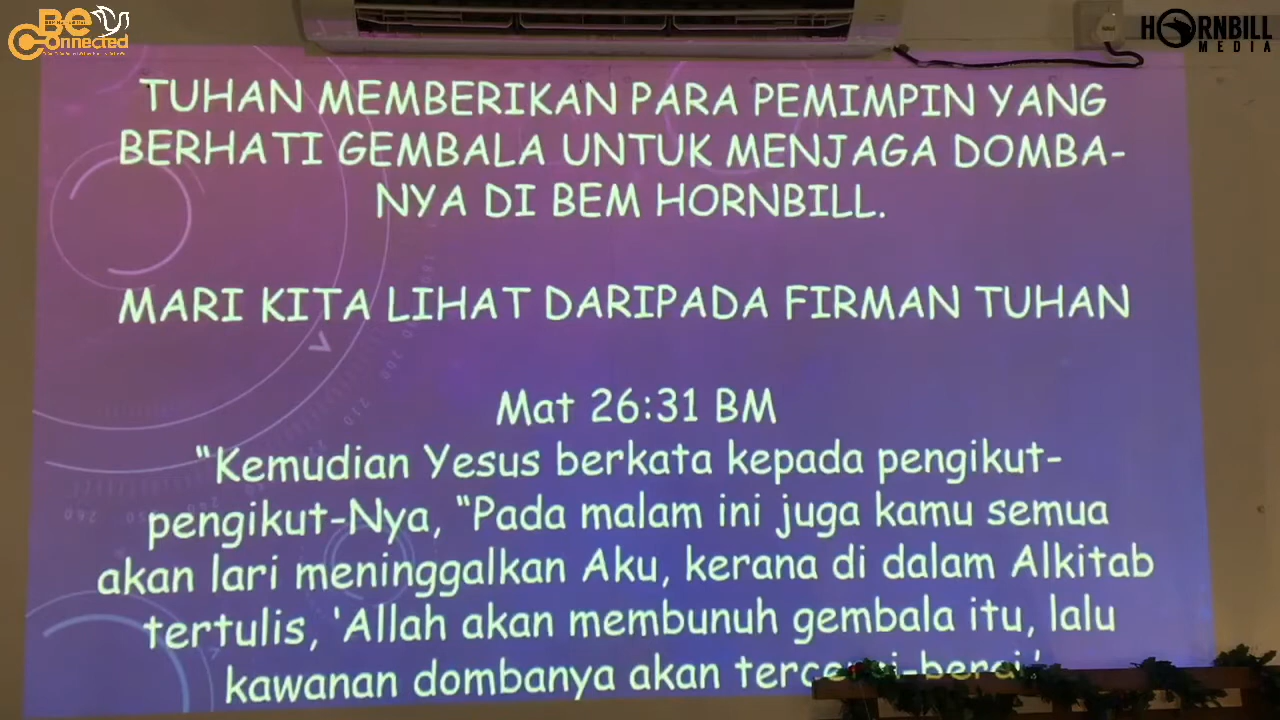 Be Connected
HORNBILL
MEDIA
TUHAN MEMBERIKAN PARA PEMIMPIN YANG
BERHATI GEMBALA UNTUK MENJAGA DOMBA-
NYA DI BEM HORNBILL.
MARI KITA LIHAT DARIPADA FIRMAN TUHAN
Mat 26:31 BM
“Kemudian Yesus berkata kepada pengikut-
pengikut-Nya, “Pada malam ini juga kamu semua
akan lari meninggalkan Aku, kerana di dalam Alkitab
tertulis, ‘Allah akan membunuh gembala itu, lalu
kawanan dombanya akan